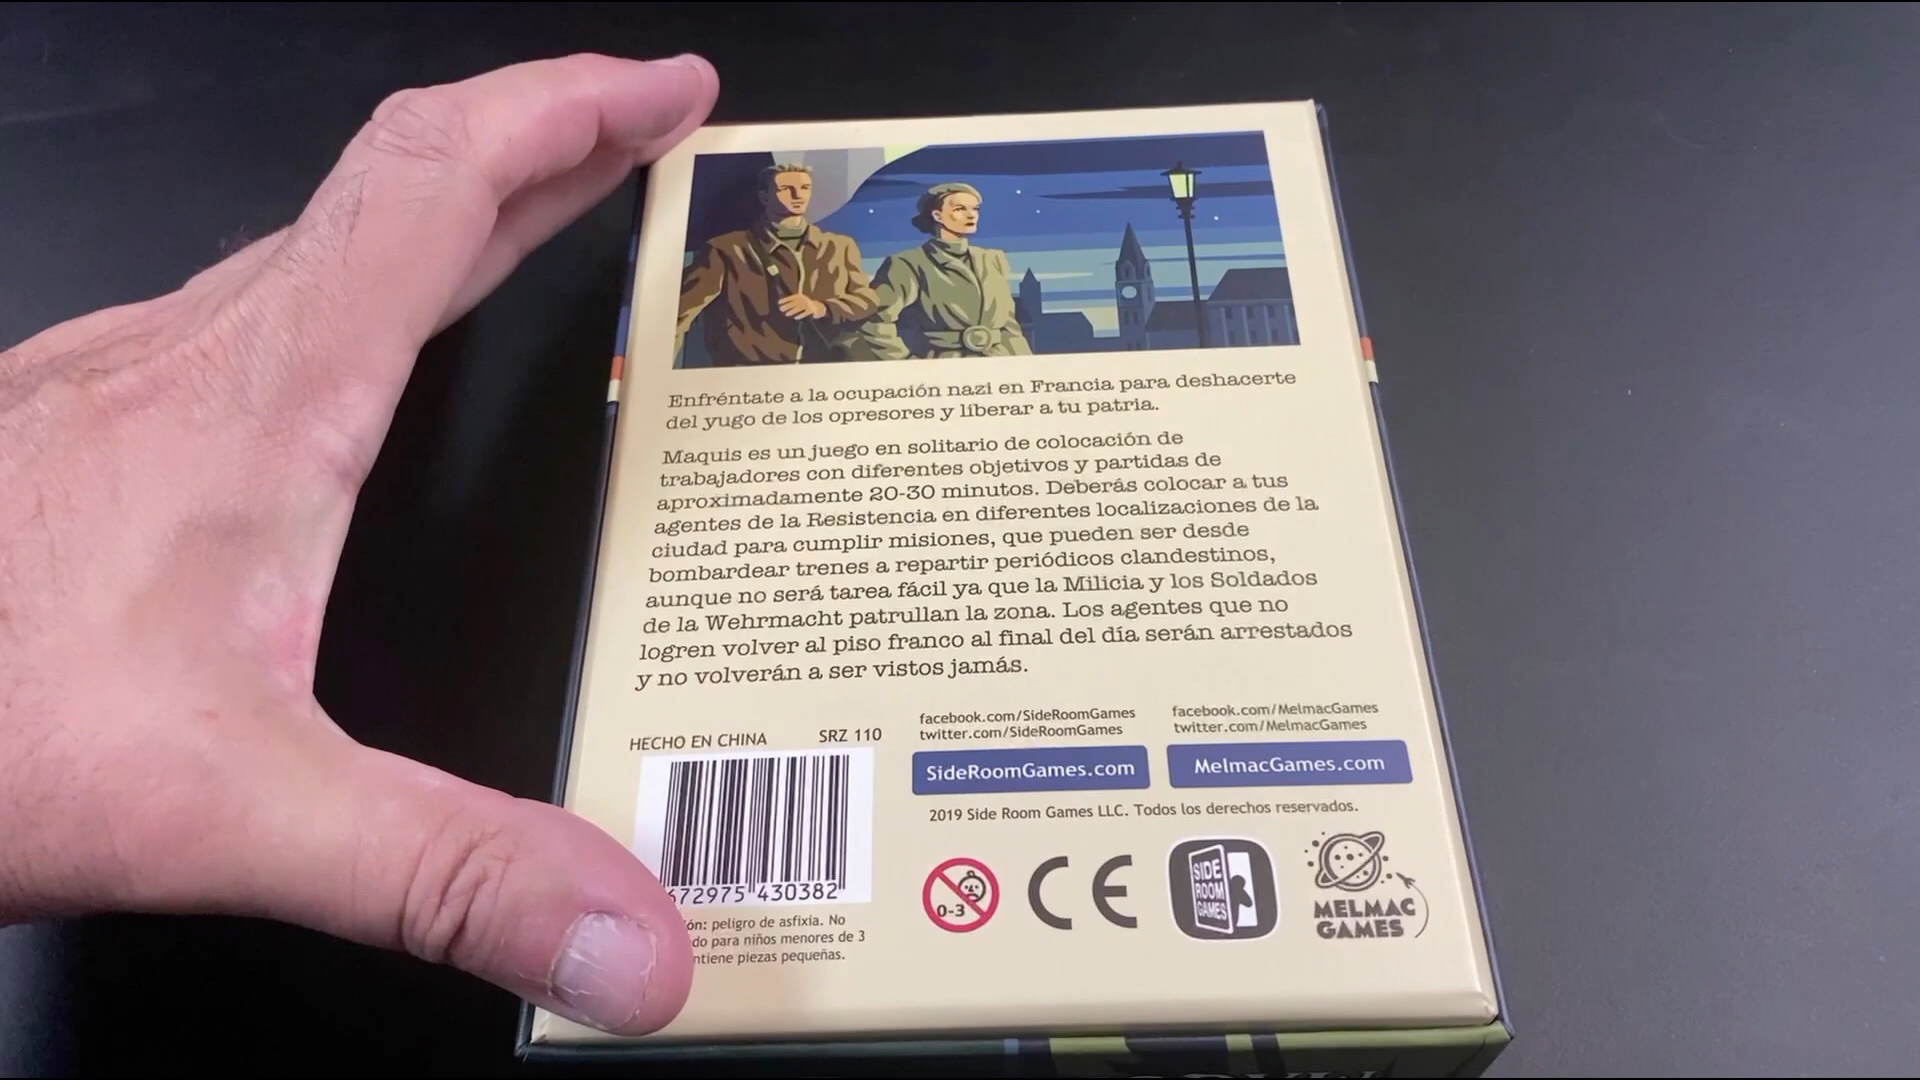 Enfréntate a la ocupación nazi en Francia para deshacerte
del yugo de los opresores y liberar a tu patria.
Maquis es un juego en solitario de colocación de
trabajadores con diferentes objetivos y partidas de
aproximadamente 20-30 minutos. Deberás colocar a tus
agentes de la Resistencia en diferentes localizaciones de la
ciudad para cumplir misiones, que pueden ser desde
bombardear trenes a repartir periódicos clandestinos,
aunque no será tarea fácil ya que la Milicia y los Soldados
de la Wehrmacht patrullan la zona. Los agentes que no
logren volver al piso franco al final del día serán arrestados
y no volverán a ser vistos jamás.
HECHO EN CHINA SRZ 110
672975 430382
ón: peligro de asfixia. No
do para niños menores de 3
ntiene piezas pequeñas.
facebook.com/SideRoomGames
twitter.com/SideRoomGames
SideRoomGames.com
facebook.com/MelmacGames
twitter.com/MelmacGames
MelmacGames.com
2019 Side Room Games LLC. Todos los derechos reservados.
0-3
CE
SIDE
ROOM
GAMES
MELMAC
GAMES